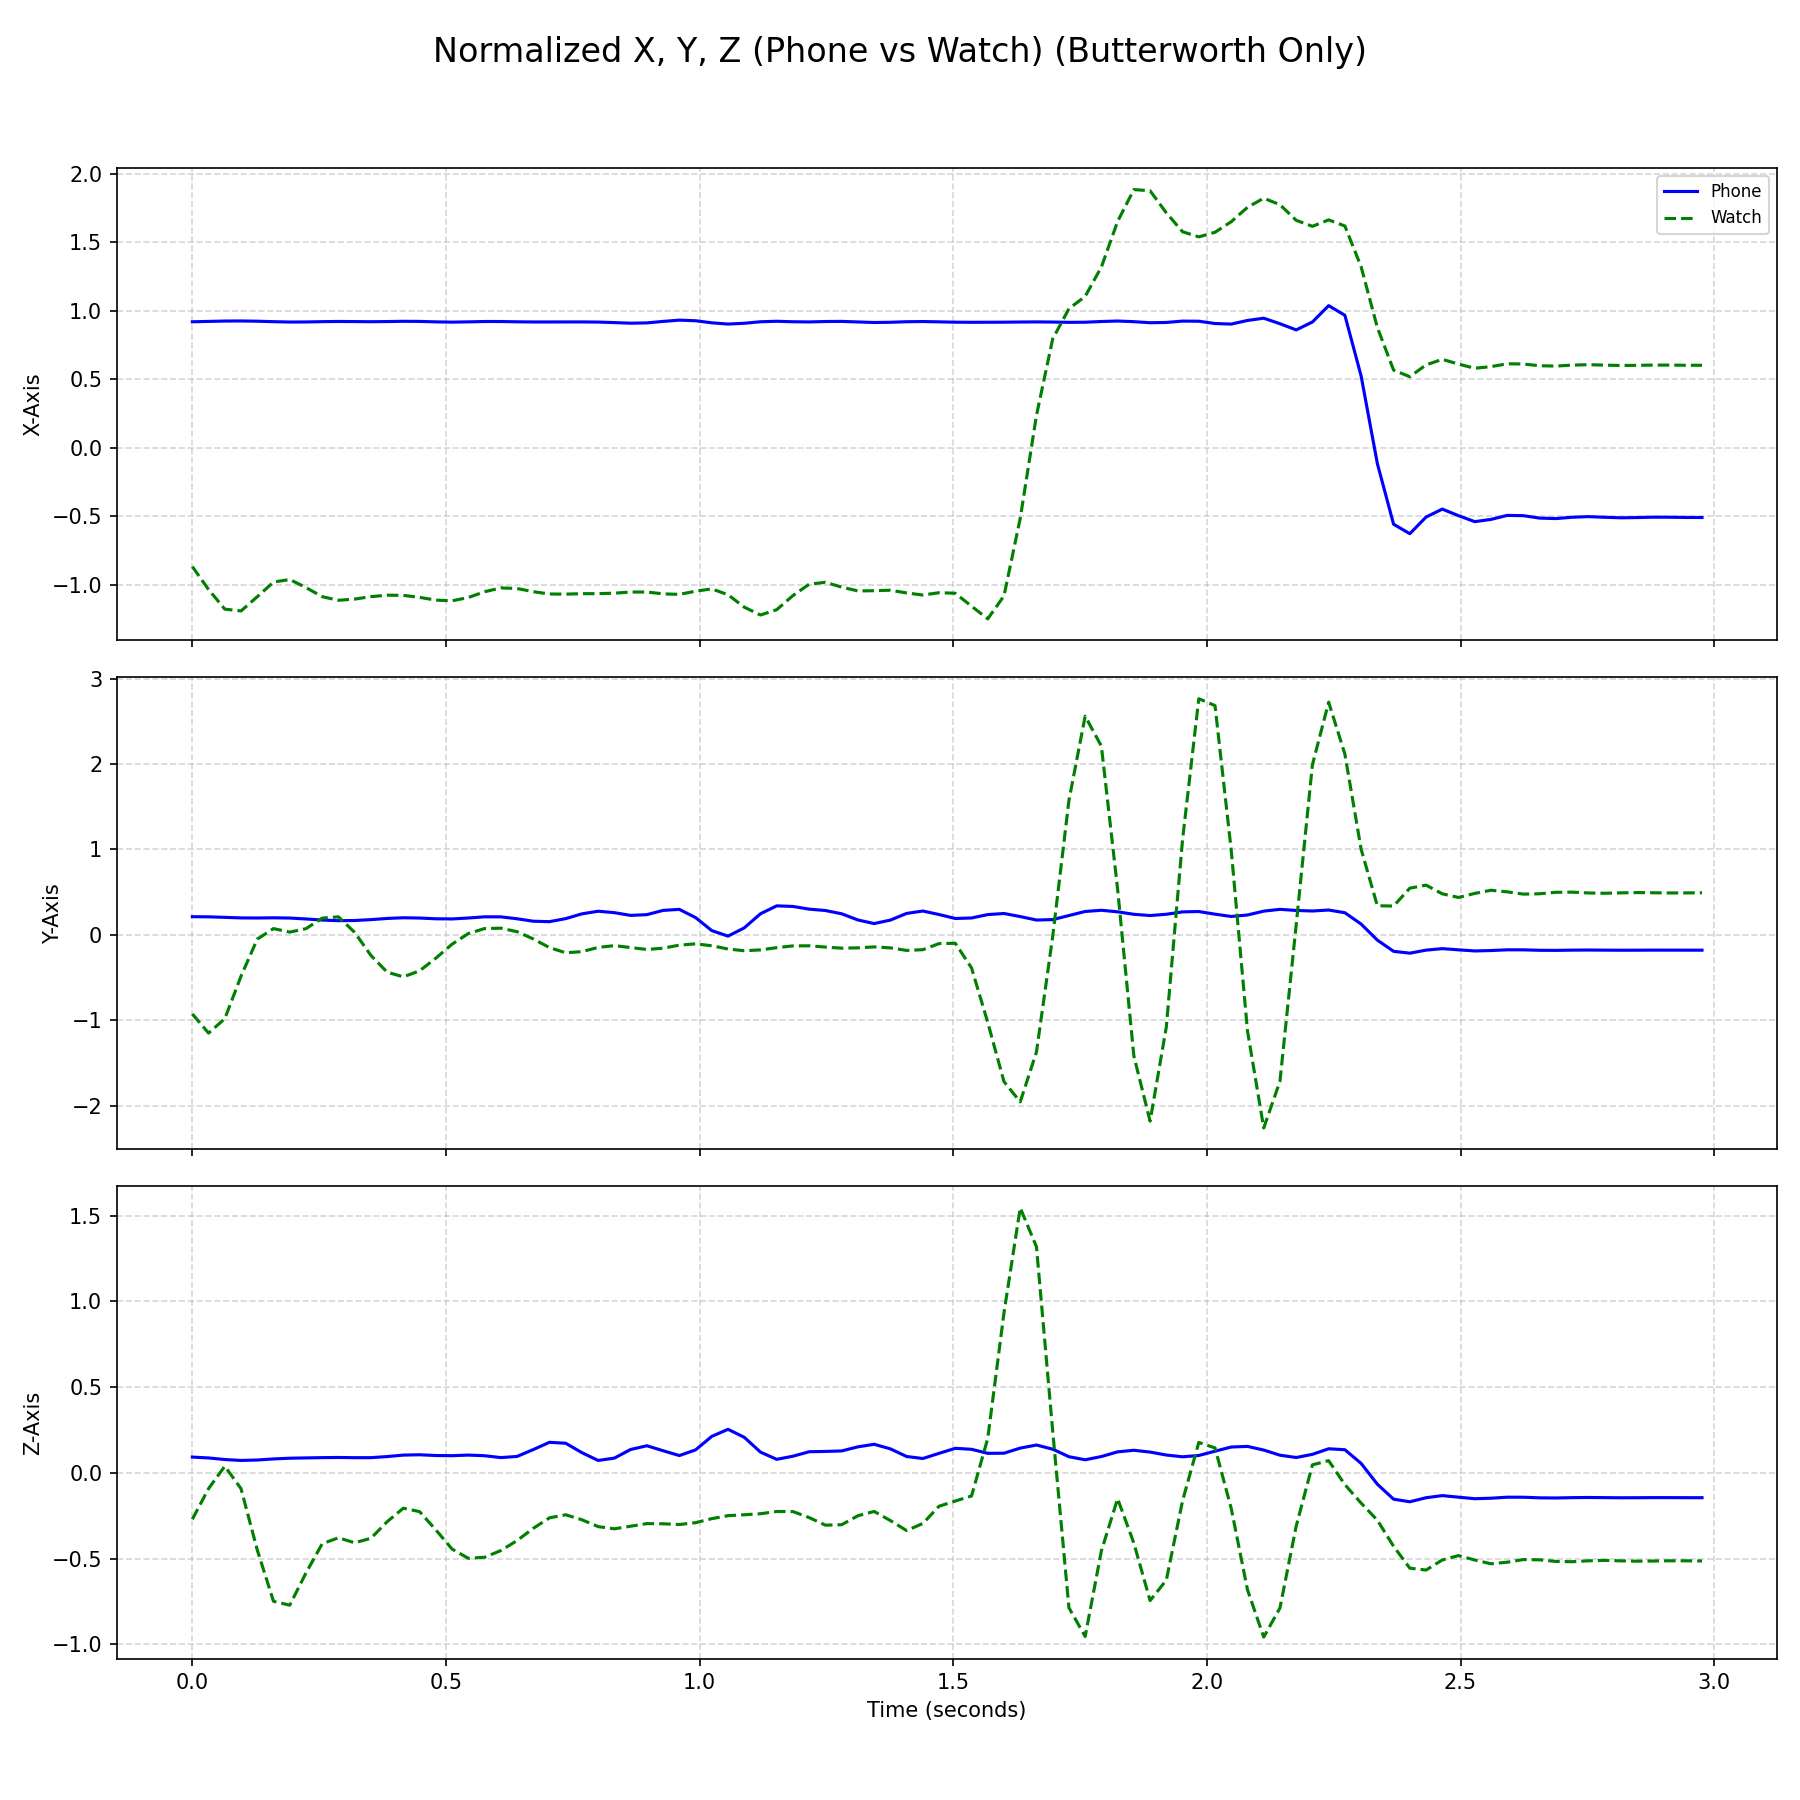 Normalized X, Y, Z (Phone vs Watch) (Butterworth Only)
2.0
1.5
1.0
0.5
0.0
−0.5
−1.0
X-Axis
Phone
Watch
3
2
1
0
−1
−2
Y-Axis
1.5
1.0
0.5
0.0
−0.5
−1.0
Z-Axis
0.0 0.5 1.0 1.5 2.0 2.5 3.0
Time (seconds)